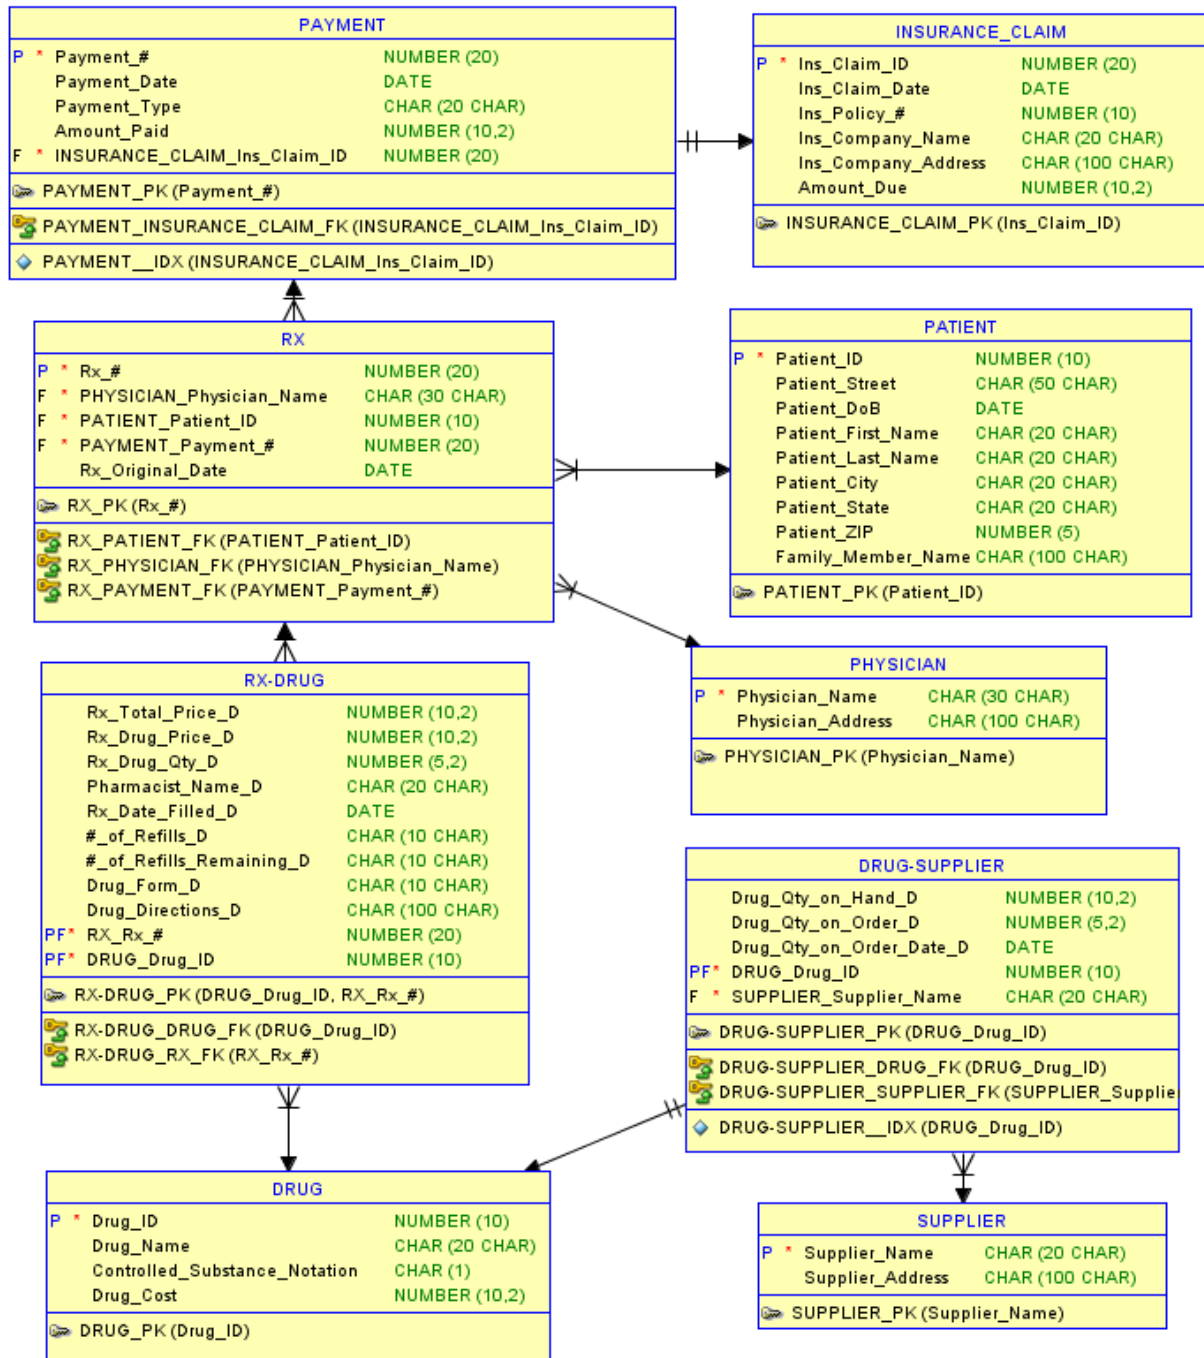 PAYMENT
P * Payment_# NUMBER (20)
Payment_Date DATE
Payment_Type CHAR (20 CHAR)
Amount_Paid NUMBER (10,2)
F * INSURANCE_CLAIM_Ins_Claim_ID NUMBER (20)
PAYMENT_PK (Payment_#)
PAYMENT_INSURANCE_CLAIM_FK (INSURANCE_CLAIM_Ins_Claim_ID)
PAYMENT__IDX (INSURANCE_CLAIM_Ins_Claim_ID)
INSURANCE_CLAIM
P * Ins_Claim_ID NUMBER (20)
Ins_Claim_Date DATE
Ins_Policy_# NUMBER (10)
Ins_Company_Name CHAR (20 CHAR)
Ins_Company_Address CHAR (100 CHAR)
Amount_Due NUMBER (10,2)
INSURANCE_CLAIM_PK (Ins_Claim_ID)
RX
P * Rx_# NUMBER (20)
F * PHYSICIAN_Physician_Name CHAR (30 CHAR)
F * PATIENT_Patient_ID NUMBER (10)
F * PAYMENT_Payment_# NUMBER (20)
Rx_Original_Date DATE
RX_PK (Rx_#)
RX_PATIENT_FK (PATIENT_Patient_ID)
RX_PHYSICIAN_FK (PHYSICIAN_Physician_Name)
RX_PAYMENT_FK (PAYMENT_Payment_#)
PATIENT
P * Patient_ID NUMBER (10)
Patient_Street CHAR (50 CHAR)
Patient_DoB DATE
Patient_First_Name CHAR (20 CHAR)
Patient_Last_Name CHAR (20 CHAR)
Patient_City CHAR (20 CHAR)
Patient_State CHAR (20 CHAR)
Patient_ZIP NUMBER (5)
Family_Member_Name CHAR (100 CHAR)
PATIENT_PK (Patient_ID)
PHYSICIAN
P * Physician_Name CHAR (30 CHAR)
Physician_Address CHAR (100 CHAR)
PHYSICIAN_PK (Physician_Name)
RX-DRUG
Rx_Total_Price_D NUMBER (10,2)
Rx_Drug_Price_D NUMBER (10,2)
Rx_Drug_Qty_D NUMBER (5,2)
Pharmacist_Name_D CHAR (20 CHAR)
Rx_Date_Filled_D DATE
#_of_Refills_D CHAR (10 CHAR)
#_of_Refills_Remaining_D CHAR (10 CHAR)
Drug_Form_D CHAR (10 CHAR)
Drug_Directions_D CHAR (100 CHAR)
PF* RX_Rx_# NUMBER (20)
PF* DRUG_Drug_ID NUMBER (10)
RX-DRUG_PK (DRUG_Drug_ID, RX_Rx_#)
RX-DRUG_DRUG_FK (DRUG_Drug_ID)
RX-DRUG_RX_FK (RX_Rx_#)
DRUG-SUPPLIER
Drug_Qty_on_Hand_D NUMBER (10,2)
Drug_Qty_on_Order_D NUMBER (5,2)
Drug_Qty_on_Order_Date_D DATE
PF* DRUG_Drug_ID NUMBER (10)
F * SUPPLIER_Supplier_Name CHAR (20 CHAR)
DRUG-SUPPLIER_PK (DRUG_Drug_ID)
DRUG-SUPPLIER_DRUG_FK (DRUG_Drug_ID)
DRUG-SUPPLIER_SUPPLIER_FK (SUPPLIER_Supplie
DRUG-SUPPLIER__IDX (DRUG_Drug_ID)
DRUG
P * Drug_ID NUMBER (10)
Drug_Name CHAR (20 CHAR)
Controlled_Substance_Notation CHAR (1)
Drug_Cost NUMBER (10,2)
DRUG_PK (Drug_ID)
SUPPLIER
P * Supplier_Name CHAR (20 CHAR)
Supplier_Address CHAR (100 CHAR)
SUPPLIER_PK (Supplier_Name)